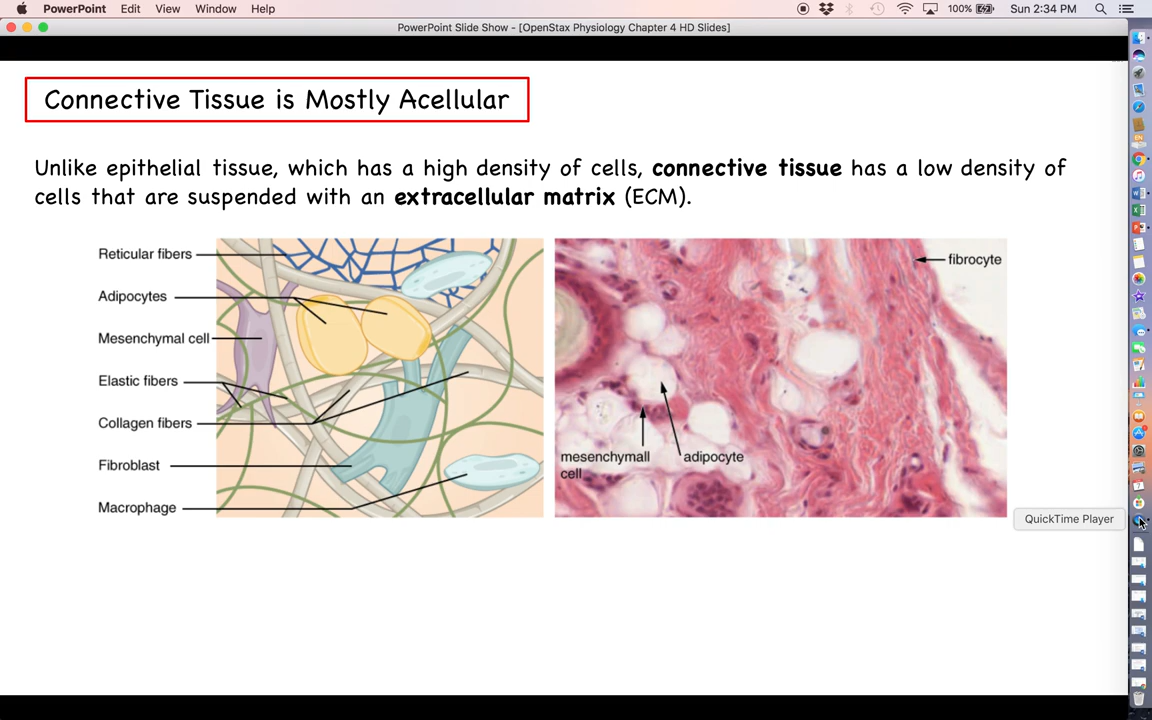 PowerPoint Edit View Window Help 100% Sun 2:34 PM
PowerPoint Slide Show - [OpenStax Physiology Chapter 4 HD Slides]
Connective Tissue is Mostly Acellular
Unlike epithelial tissue, which has a high density of cells, connective tissue has a low density of
cells that are suspended with an extracellular matrix (ECM).
Reticular fibers
Adipocytes
Mesenchymal cell
Elastic fibers
Collagen fibers
Fibroblast
Macrophage
fibrocyte
mesenchymall
cell
adipocyte
QuickTime Player